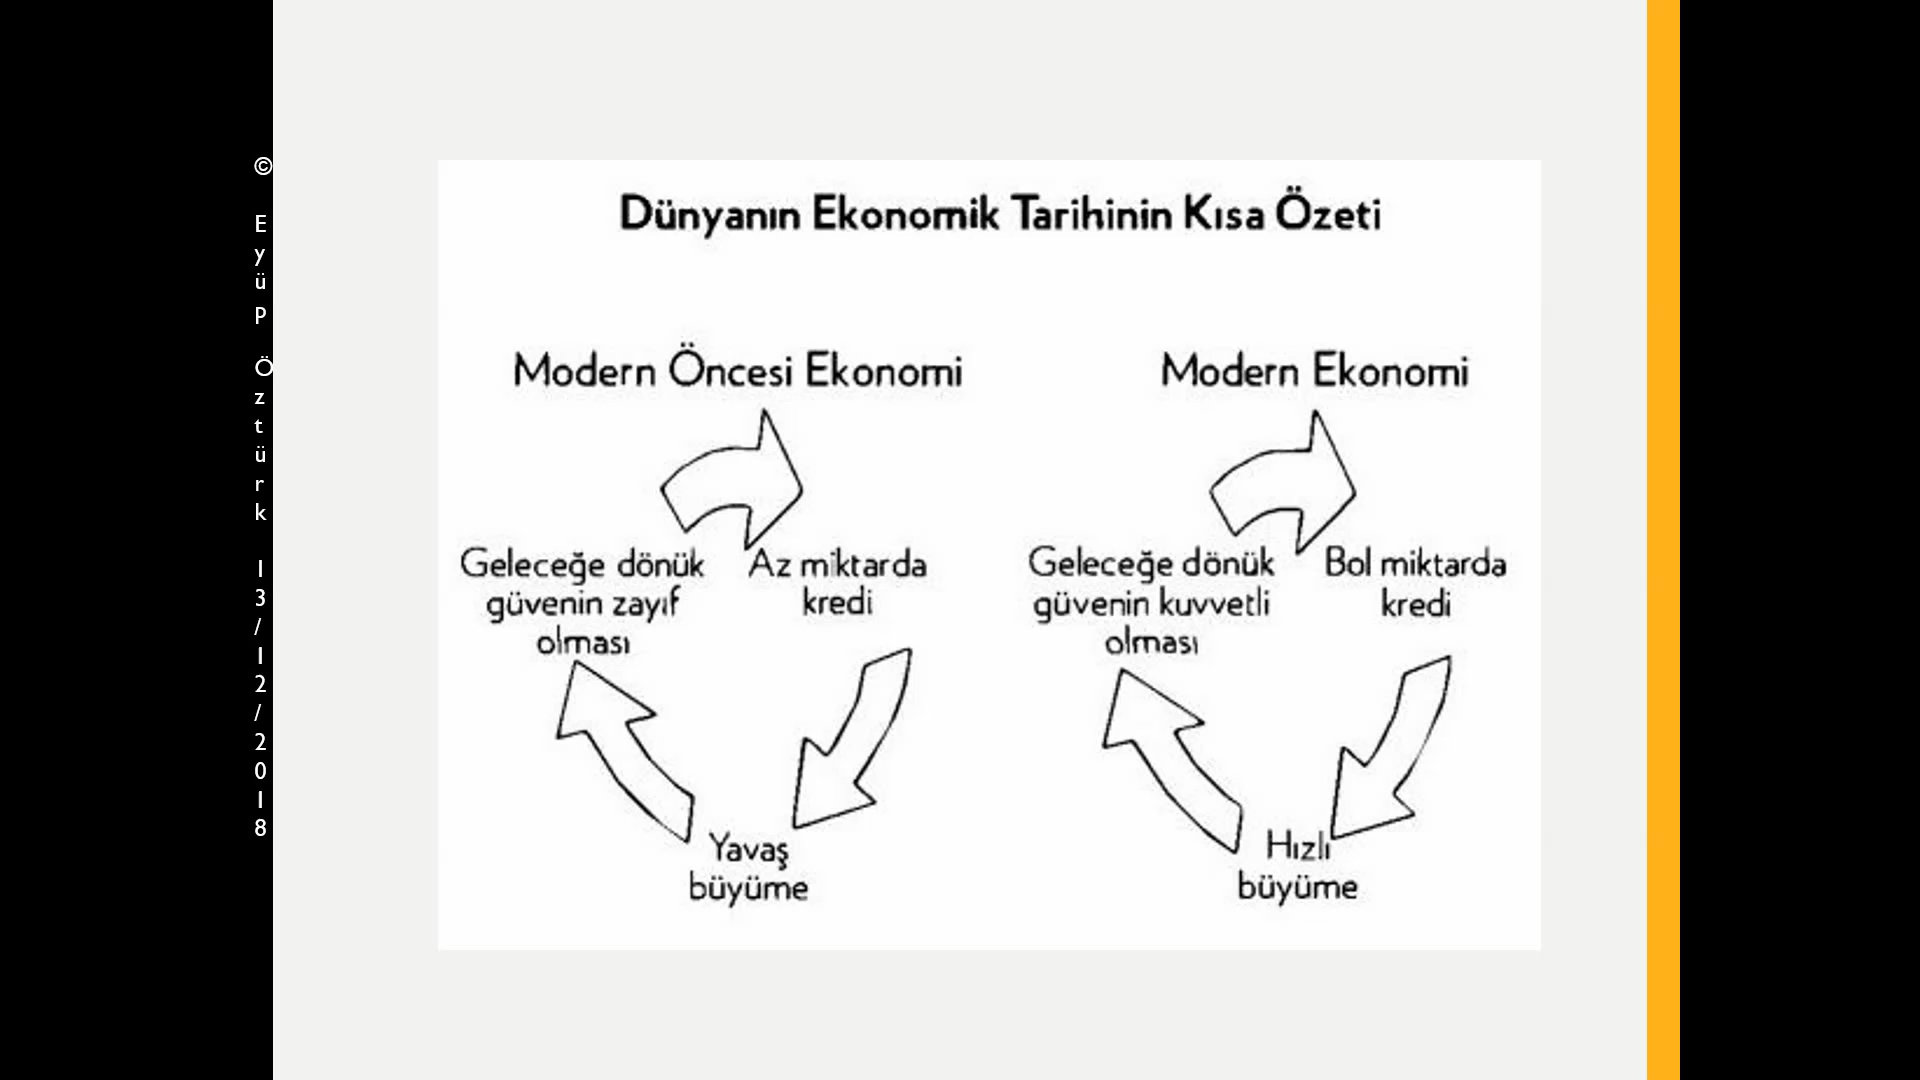 © Eyüp Öztürk 13/12/2018
Dünyanın Ekonomik Tarihinin Kısa Özeti
Modern Öncesi Ekonomi
Geleceğe dönük
güvenin zayıf
olması
Az miktarda
kredi
Yavaş
büyüme
Modern Ekonomi
Geleceğe dönük
güvenin kuvvetli
olması
Bol miktarda
kredi
Hızlı
büyüme